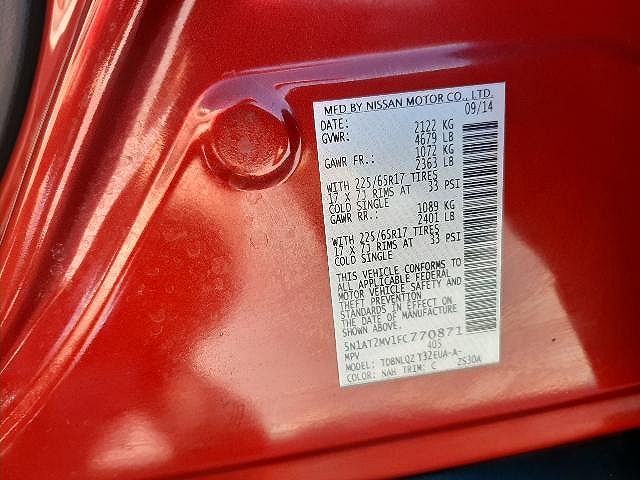 MFD BY NISSAN MOTOR CO., LTD.
DATE: 09/14
GVWR: 2122 KG
4679 LB
GAWR FR.: 1072 KG
2363 LB
WITH 225/65R17 TIRES
17 X 7J RIMS AT 33 PSI
COLD SINGLE
GAWR RR.: 1089 KG
2401 LB
WITH 225/65R17 TIRES
17 X 7J RIMS AT 33 PSI
COLD SINGLE
THIS VEHICLE CONFORMS TO
ALL APPLICABLE FEDERAL
MOTOR VEHICLE SAFETY AND
THEFT PREVENTION
STANDARDS IN EFFECT ON
THE DATE OF MANUFACTURE
SHOWN ABOVE.
5N1AT2MV1FC770871
MPV 405
MODEL: TDBNLQZ T32EUA-A-
COLOR: NAH TRIM: C ZS30A